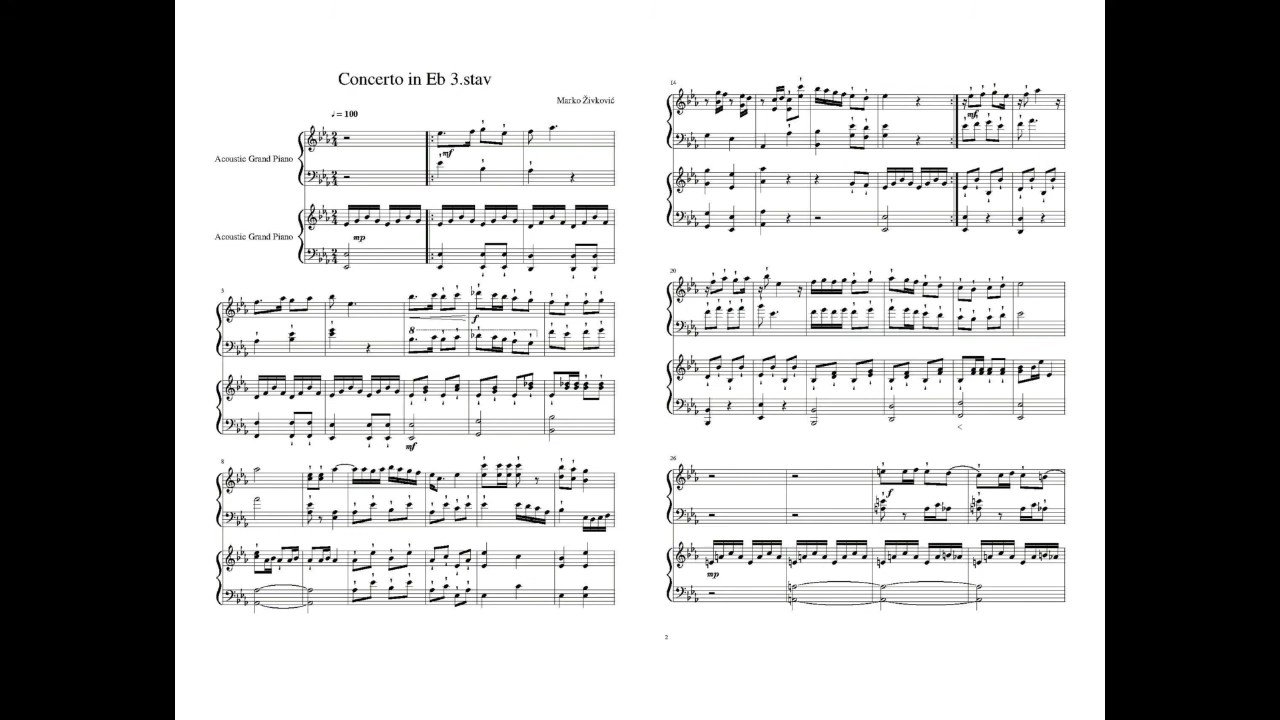 Concerto in Eb 3.stav
Marko Živković
♩ = 100
Acoustic Grand Piano
mf
Acoustic Grand Piano
mp
3
8
f
mf
8
14
mf
20
<
26
f
mp
2